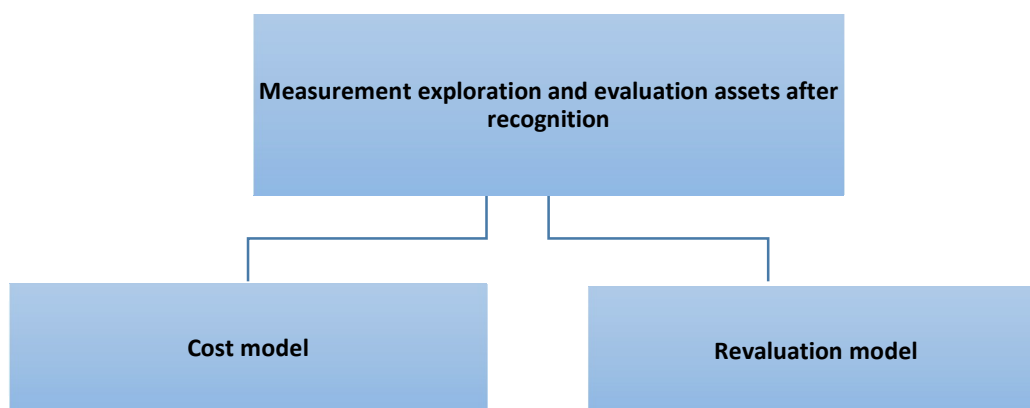 Measurement exploration and evaluation assets after
recognition
Cost model
Revaluation model